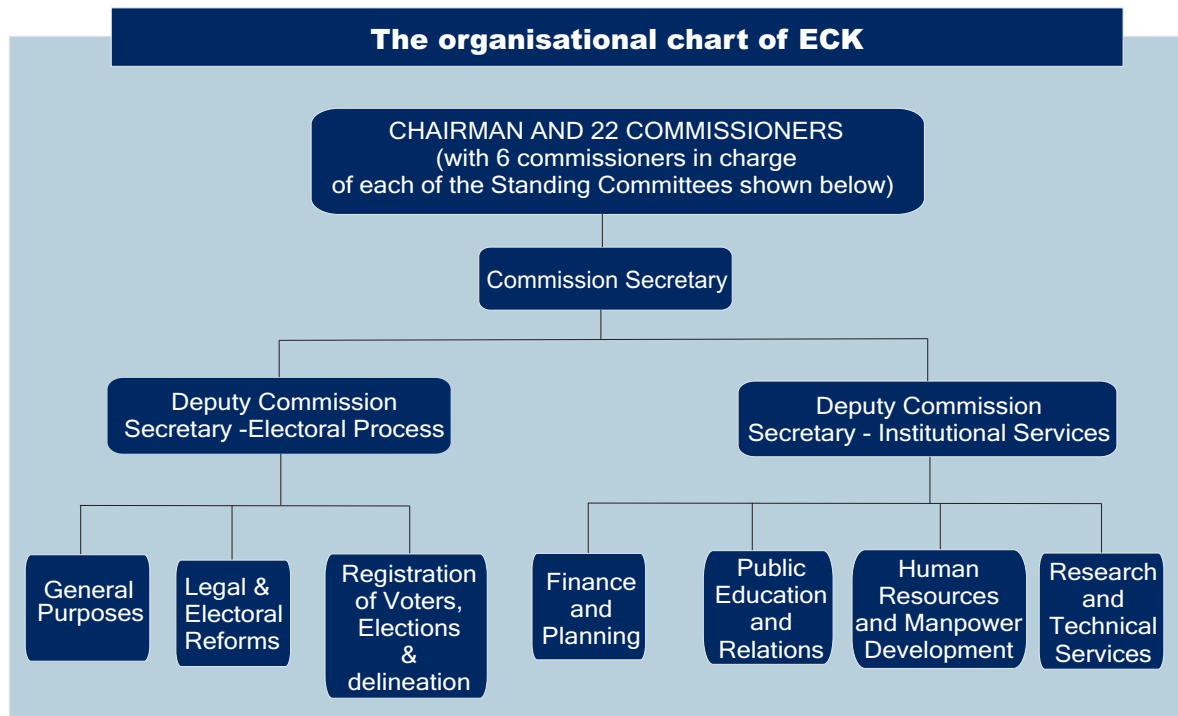 The organisational chart of ECK
CHAIRMAN AND 22 COMMISSIONERS
(with 6 commissioners in charge
of each of the Standing Committees shown below)
Commission Secretary
Deputy Commission
Secretary -Electoral Process
Deputy Commission
Secretary - Institutional Services
General
Purposes
Legal &
Electoral
Reforms
Registration
of Voters,
Elections
&
delineation
Finance
and
Planning
Public
Education
and
Relations
Human
Resources
and Manpower
Development
Research
and
Technical
Services